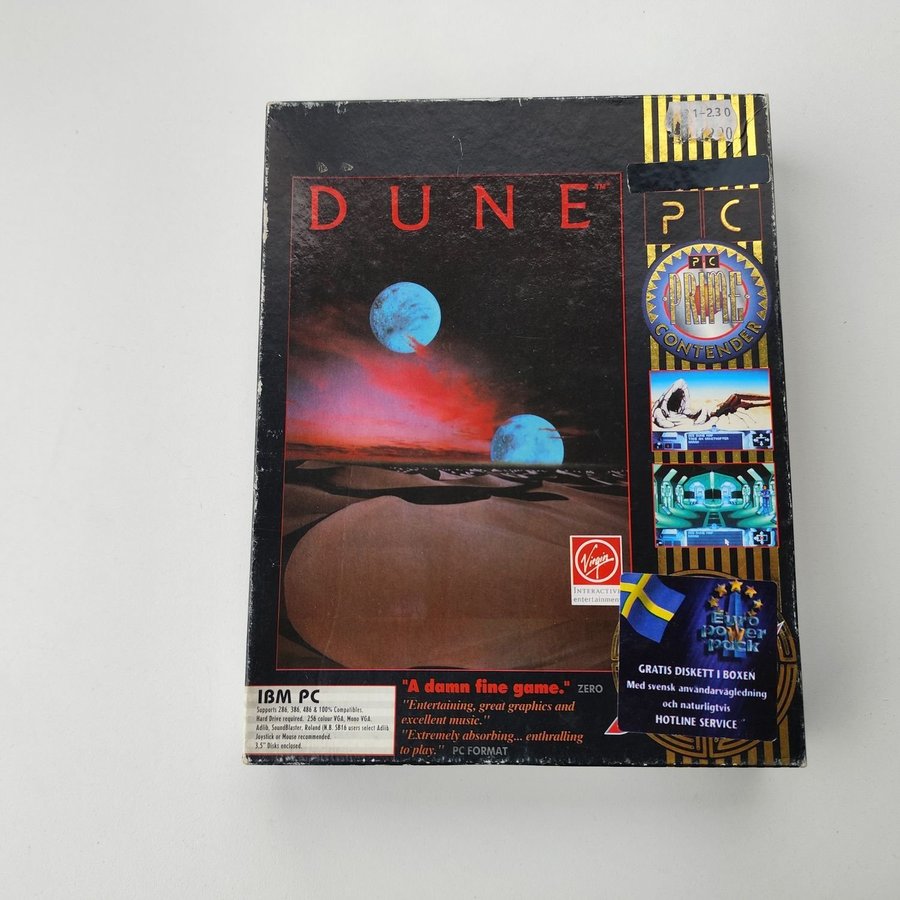 DUNE™
PC
PC
PRIME
CONTENDER
Virgin
INTERACTIVE
entertainment
Euro
power
pack
GRATIS DISKETT I BOXEN
Med svensk användarvägledning
och naturligtvis
HOTLINE SERVICE
IBM PC
Supports 286, 386, 486 & 100% Compatibles.
Hard Drive required, 256 colour VGA, Mono VGA.
Adlib, SoundBlaster, Roland (N.B. SB16 users select Adlib
Joystick or Mouse recommended.
3.5" Disks enclosed.
"A damn fine game." ZERO
"Entertaining, great graphics and
excellent music."
"Extremely absorbing... enthralling
to play." PC FORMAT